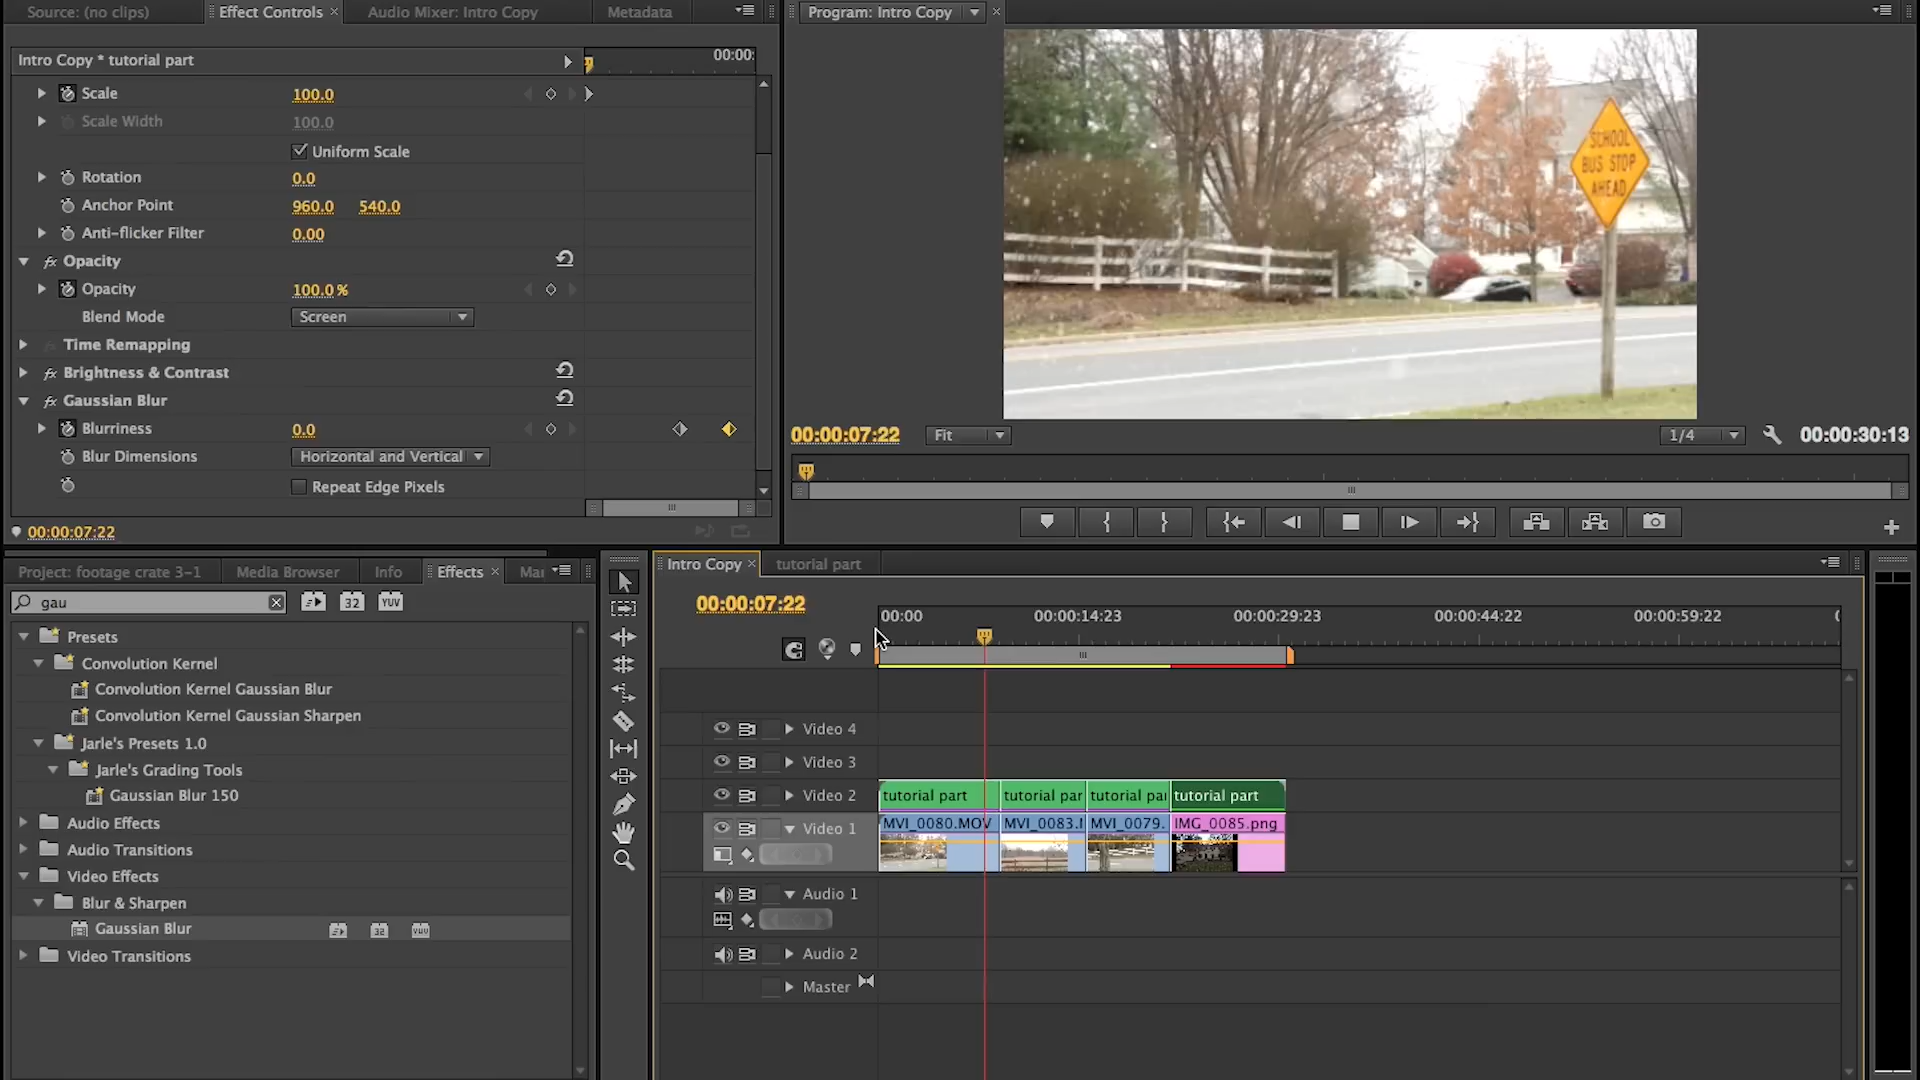 Source: (no clips)
Effect Controls ×
Audio Mixer: Intro Copy
Metadata
Intro Copy * tutorial part
00:00:
Scale 100.0
Scale Width 100.0
Uniform Scale
Rotation 0.0
Anchor Point 960.0 540.0
Anti-flicker Filter 0.00
fx Opacity
Opacity 100.0 %
Blend Mode Screen
Time Remapping
fx Brightness & Contrast
fx Gaussian Blur
Blurriness 0.0
Blur Dimensions Horizontal and Vertical
Repeat Edge Pixels
00:00:07:22
Program: Intro Copy ×
SCHOOL
BUS STOP
AHEAD
00:00:07:22 Fit 1/4 00:00:30:13
Project: footage crate 3-1
Media Browser
Info
Effects ×
Mai
gau
32
YUV
Presets
Convolution Kernel
Convolution Kernel Gaussian Blur
Convolution Kernel Gaussian Sharpen
Jarle's Presets 1.0
Jarle's Grading Tools
Gaussian Blur 150
Audio Effects
Audio Transitions
Video Effects
Blur & Sharpen
Gaussian Blur 32 YUV
Video Transitions
Intro Copy ×
tutorial part
00:00:07:22
00:00 00:00:14:23 00:00:29:23 00:00:44:22 00:00:59:22
Video 4
Video 3
Video 2 tutorial part tutorial par tutorial par tutorial part
Video 1 MVI_0080.MOV MVI_0083.M MVI_0079. IMG_0085.png
Audio 1
Audio 2
Master